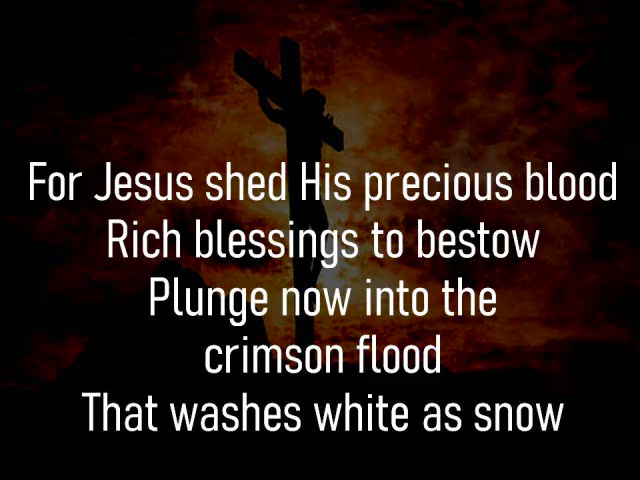 For Jesus shed His precious blood
Rich blessings to bestow
Plunge now into the
crimson flood
That washes white as snow